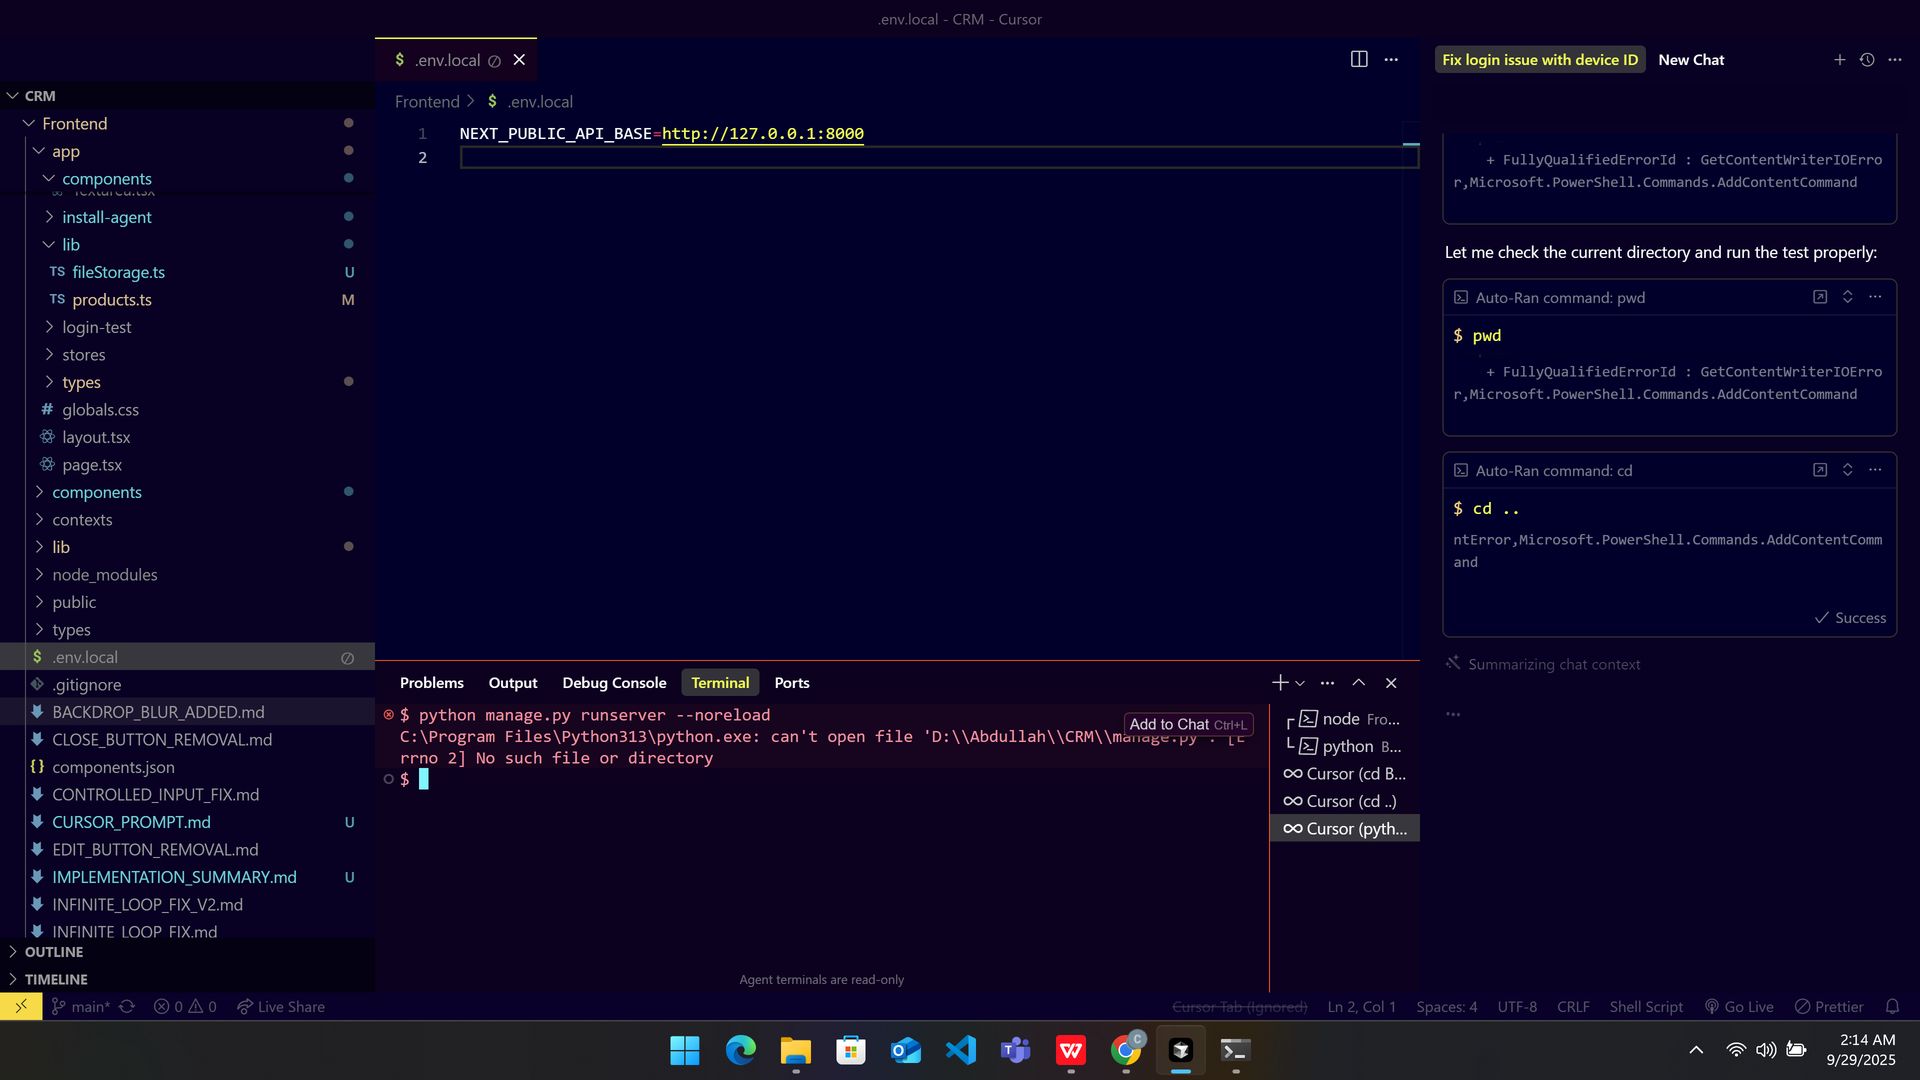 .env.local - CRM - Cursor
$ .env.local
Fix login issue with device ID New Chat
CRM
Frontend
app
components
install-agent
lib
TS fileStorage.ts U
TS products.ts M
login-test
stores
types
# globals.css
layout.tsx
page.tsx
components
contexts
lib
node_modules
public
types
$ .env.local
.gitignore
BACKDROP_BLUR_ADDED.md
CLOSE_BUTTON_REMOVAL.md
{} components.json
CONTROLLED_INPUT_FIX.md
CURSOR_PROMPT.md U
EDIT_BUTTON_REMOVAL.md
IMPLEMENTATION_SUMMARY.md U
INFINITE_LOOP_FIX_V2.md
INFINITE_LOOP_FIX.md
OUTLINE
TIMELINE
Frontend > $ .env.local
1 NEXT_PUBLIC_API_BASE=http://127.0.0.1:8000
2
Problems Output Debug Console Terminal Ports
$ python manage.py runserver --noreload
C:\Program Files\Python313\python.exe: can't open file 'D:\\Abdullah\\CRM\\manage.py': [E
rrno 2] No such file or directory
$
Add to Chat Ctrl+L
Agent terminals are read-only
node Fro...
python B...
Cursor (cd B...
Cursor (cd ..)
Cursor (pyth...
+ FullyQualifiedErrorId : GetContentWriterIOErro
r,Microsoft.PowerShell.Commands.AddContentCommand
Let me check the current directory and run the test properly:
Auto-Ran command: pwd
$ pwd
+ FullyQualifiedErrorId : GetContentWriterIOErro
r,Microsoft.PowerShell.Commands.AddContentCommand
Auto-Ran command: cd
$ cd ..
ntError,Microsoft.PowerShell.Commands.AddContentComm
and
Success
Summarizing chat context
main* 0 0 Live Share
Cursor Tab (Ignored) Ln 2, Col 1 Spaces: 4 UTF-8 CRLF Shell Script Go Live Prettier
2:14 AM
9/29/2025